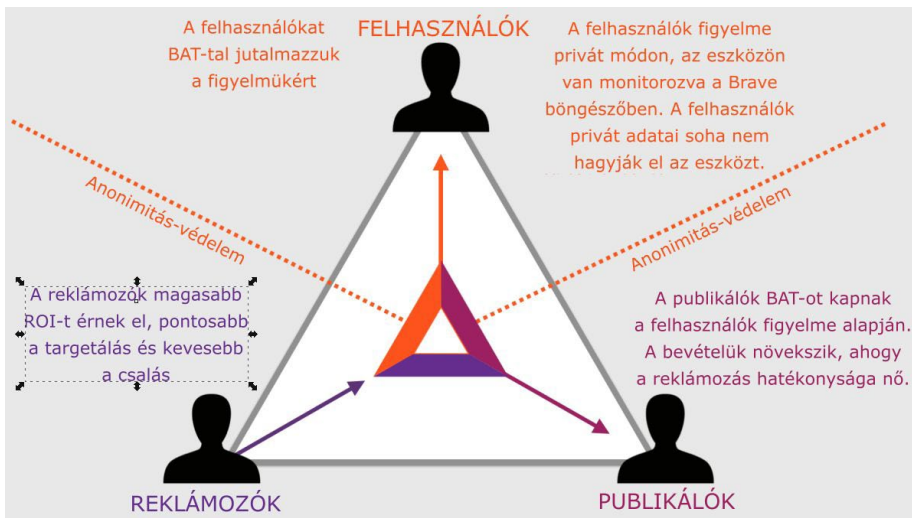 A felhasználókat
BAT-tal jutalmazzuk
a figyelmükért
FELHASZNÁLÓK
A felhasználók figyelme
privát módon, az eszközön
van monitorozva a Brave
böngészőben. A felhasználók
privát adatai soha nem
hagyják el az eszközt.
Anonimitás-védelem
Anonimitás-védelem
A reklámozók magasabb
ROI-t érnek el, pontosabb
a targetálás és kevesebb
a csalás
A publikálók BAT-ot kapnak
a felhasználók figyelme alapján.
A bevételük növekszik, ahogy
a reklámozás hatékonysága nő.
REKLÁMOZÓK
PUBLIKÁLÓK